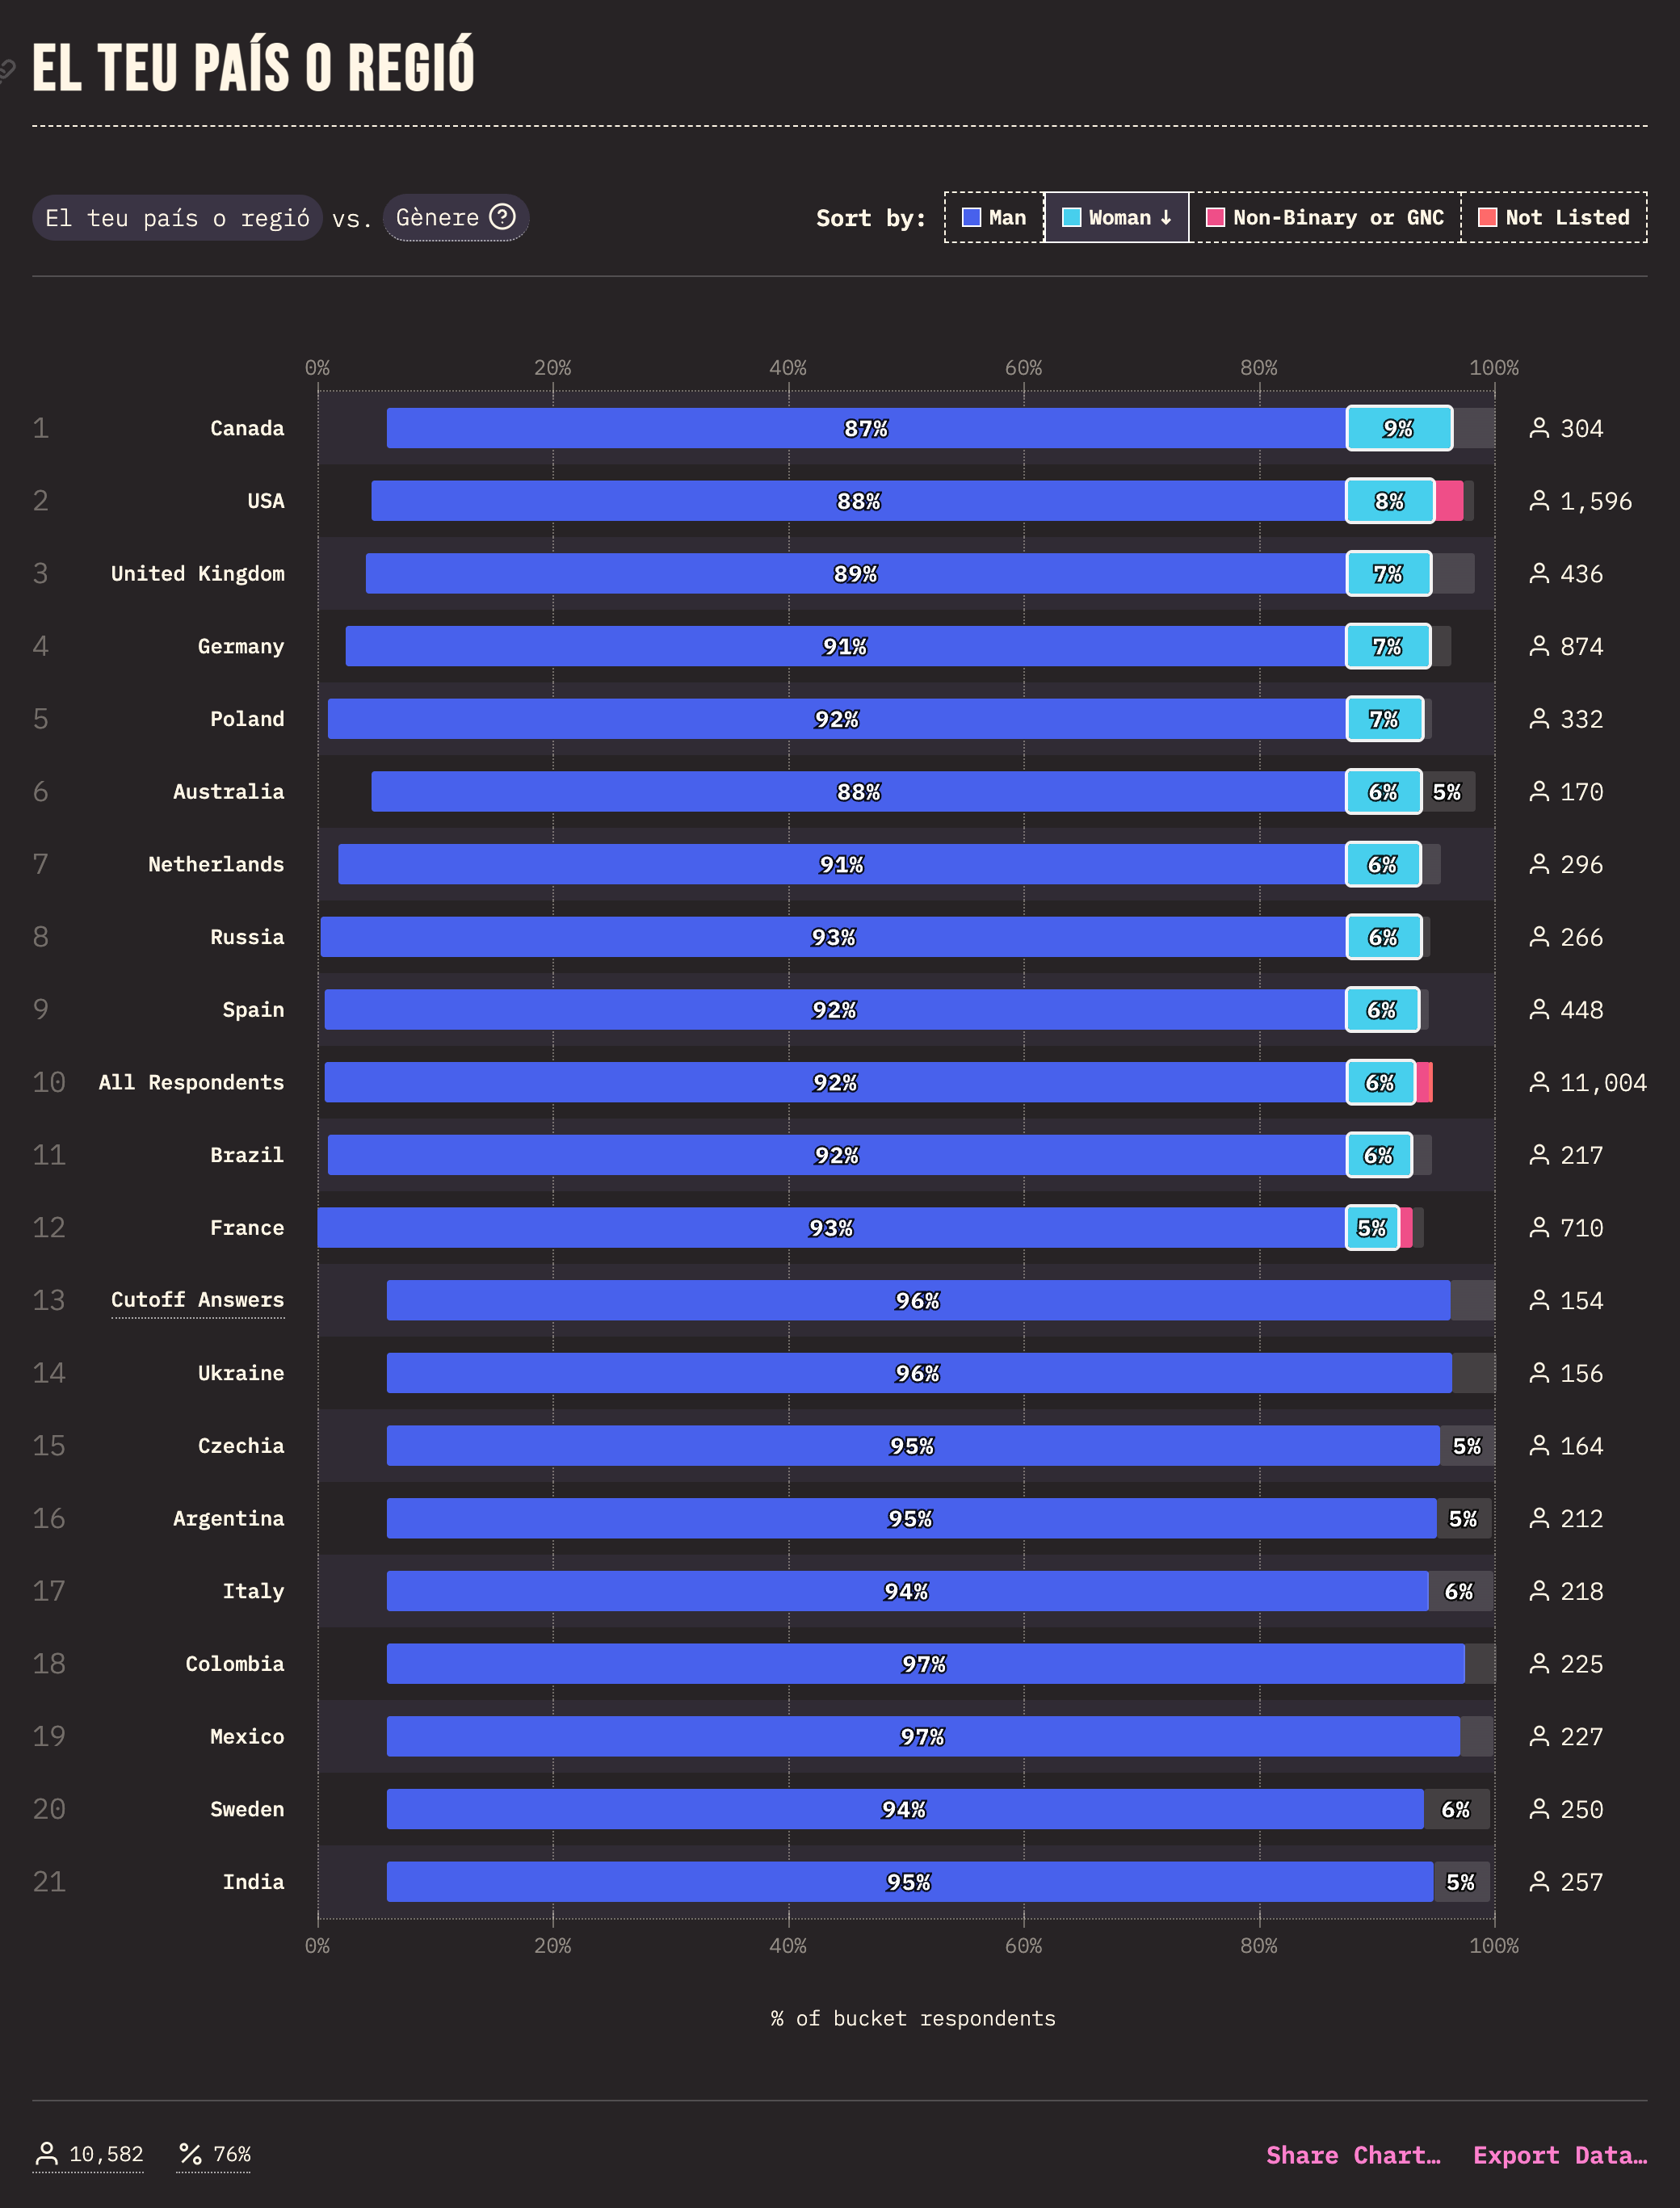 EL TEU PAÍS O REGIÓ
El teu país o regió vs. Gènere ? Sort by: Man Woman ↓ Non-Binary or GNC Not Listed
0% 20% 40% 60% 80% 100%
1 Canada 87% 9% 304
2 USA 88% 8% 1,596
3 United Kingdom 89% 7% 436
4 Germany 91% 7% 874
5 Poland 92% 7% 332
6 Australia 88% 6% 5% 170
7 Netherlands 91% 6% 296
8 Russia 93% 6% 266
9 Spain 92% 6% 448
10 All Respondents 92% 6% 11,004
11 Brazil 92% 6% 217
12 France 93% 5% 710
13 Cutoff Answers 96% 154
14 Ukraine 96% 156
15 Czechia 95% 5% 164
16 Argentina 95% 5% 212
17 Italy 94% 6% 218
18 Colombia 97% 225
19 Mexico 97% 227
20 Sweden 94% 6% 250
21 India 95% 5% 257
0% 20% 40% 60% 80% 100%
% of bucket respondents
10,582 % 76% Share Chart… Export Data…